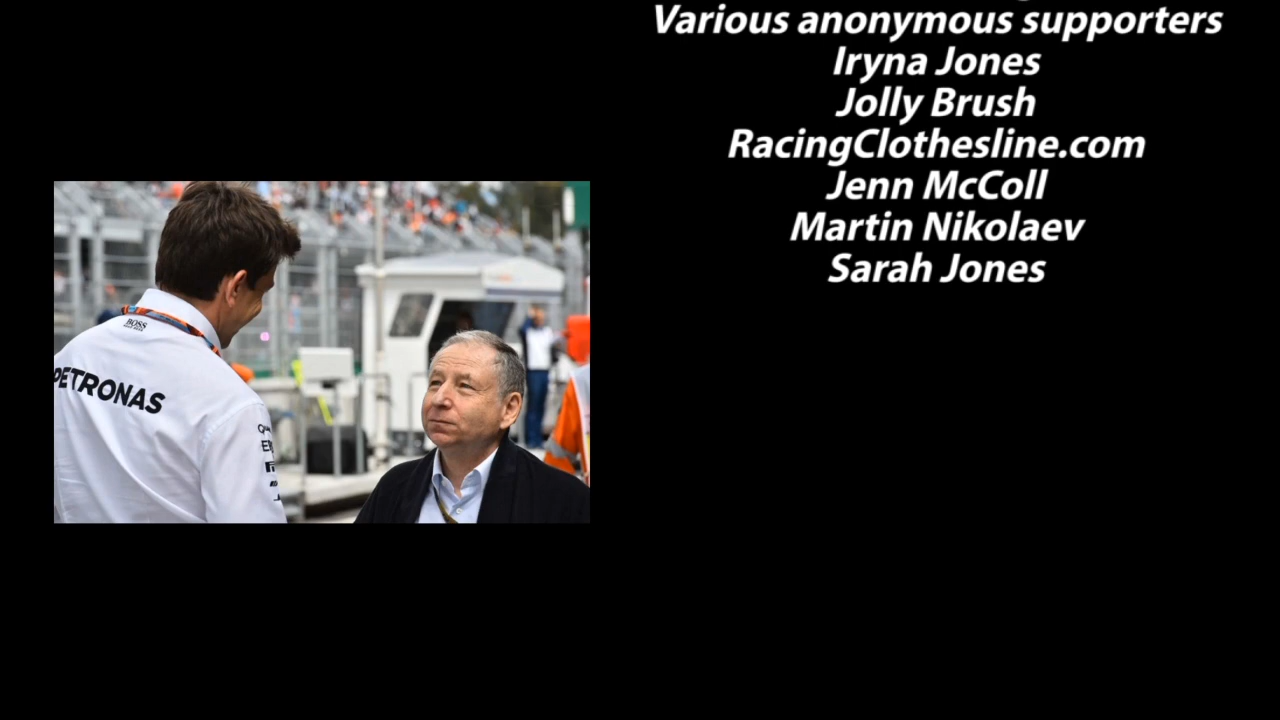 Various anonymous supporters
Iryna Jones
Jolly Brush
RacingClothesline.com
Jenn McColl
Martin Nikolaev
Sarah Jones
BOSS
PETRONAS